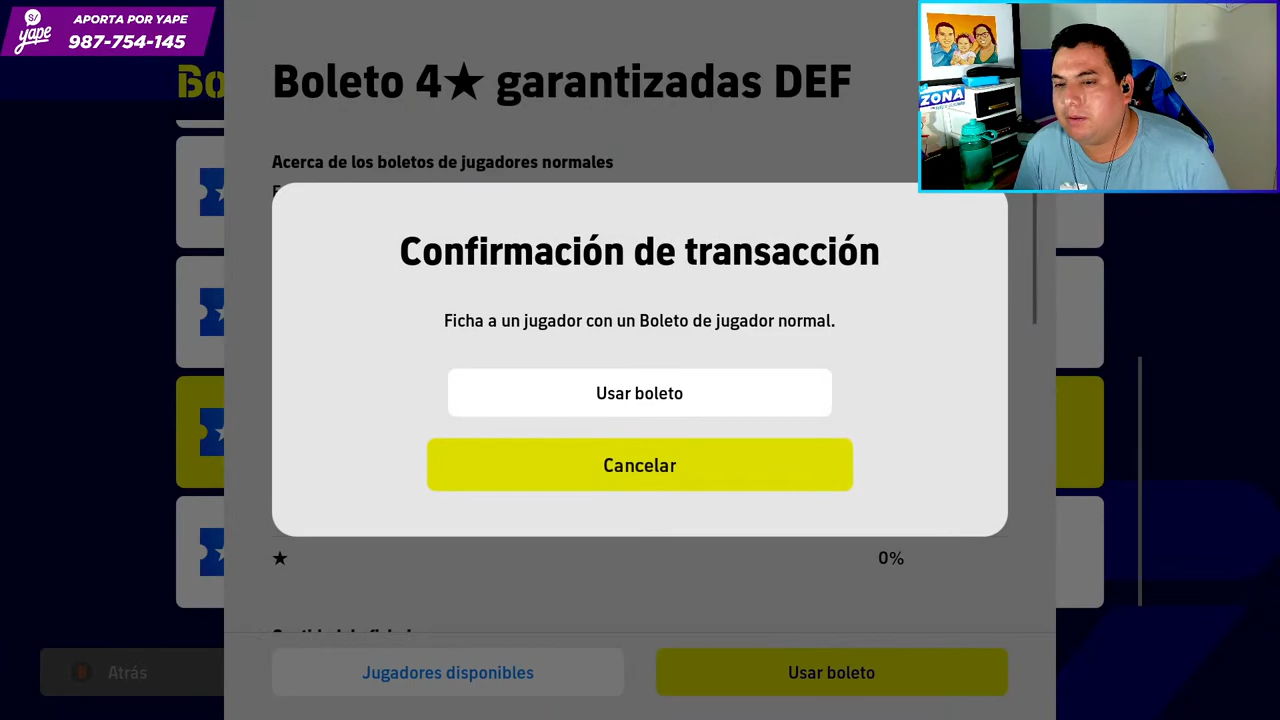 S/
yape
APORTA POR YAPE
987-754-145
Bo
Boleto 4★ garantizadas DEF
ZONA
Acerca de los boletos de jugadores normales
Confirmación de transacción
Ficha a un jugador con un Boleto de jugador normal.
Usar boleto
Cancelar
★ 0%
Atrás
Jugadores disponibles
Usar boleto